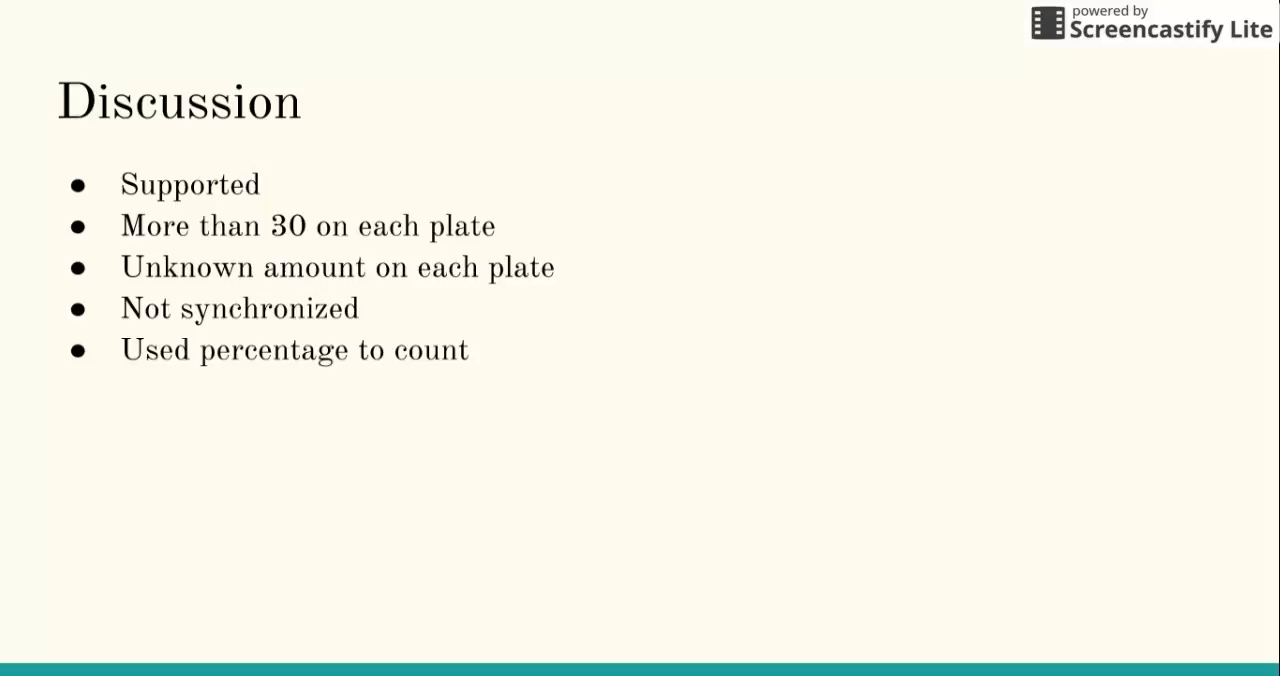 powered by
Screencastify Lite
Discussion
● Supported
● More than 30 on each plate
● Unknown amount on each plate
● Not synchronized
● Used percentage to count